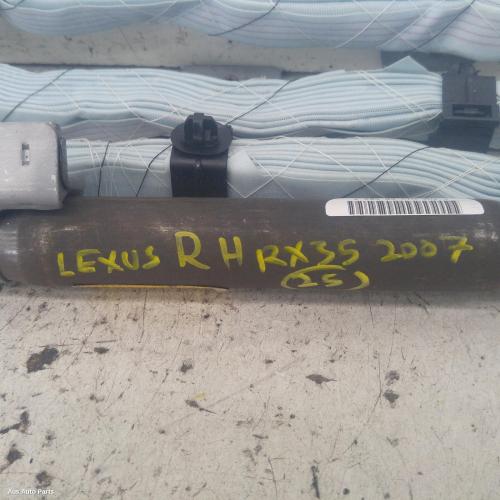 LEXUS RH RX35 2007
(25)
Aus Auto Parts